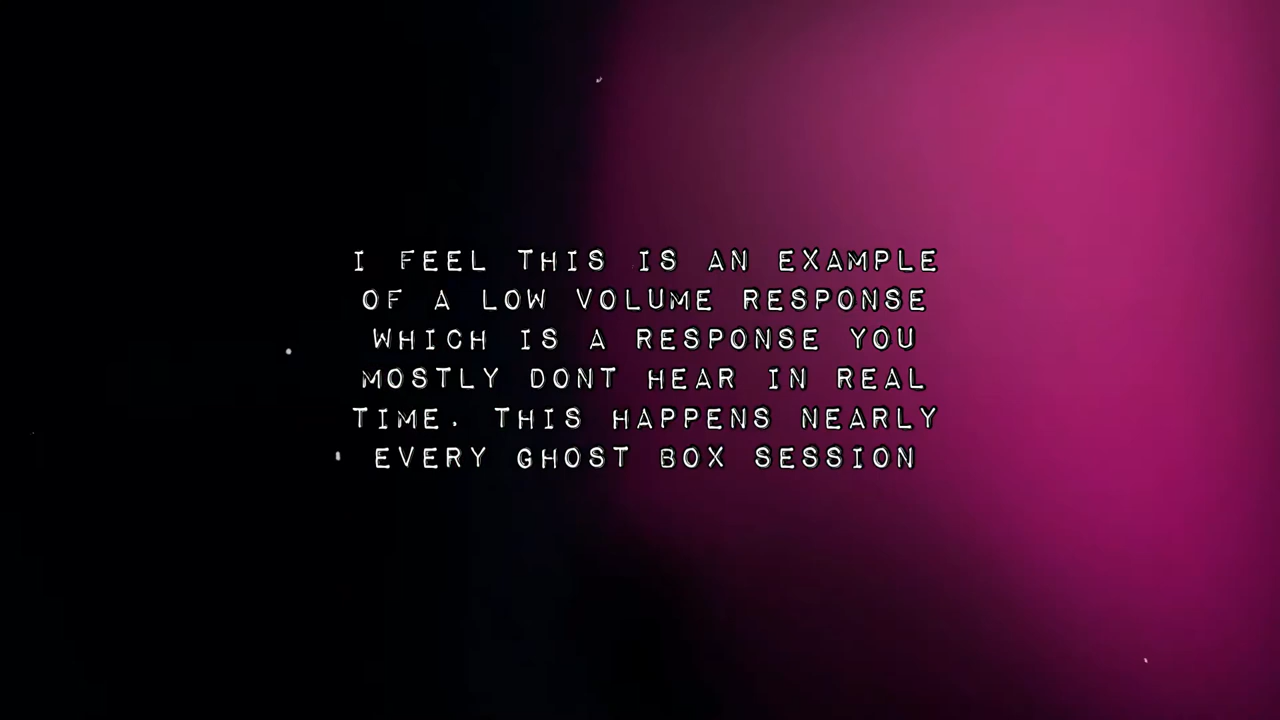 I FEEL THIS IS AN EXAMPLE
OF A LOW VOLUME RESPONSE
WHICH IS A RESPONSE YOU
MOSTLY DONT HEAR IN REAL
TIME. THIS HAPPENS NEARLY
EVERY GHOST BOX SESSION